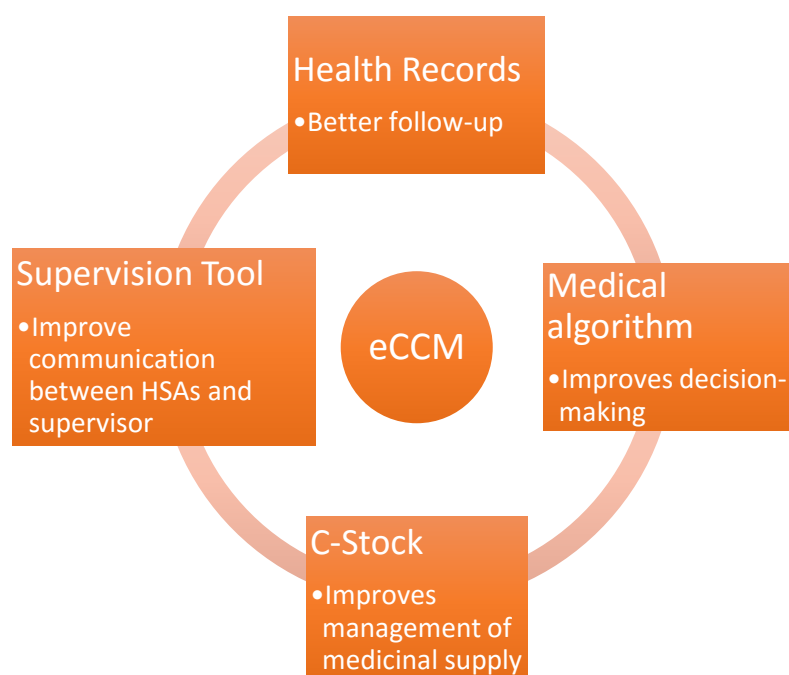 Health Records
•Better follow-up
Supervision Tool
•Improve
communication
between HSAs and
supervisor
eCCM
Medical
algorithm
•Improves decision-
making
C-Stock
•Improves
management of
medicinal supply